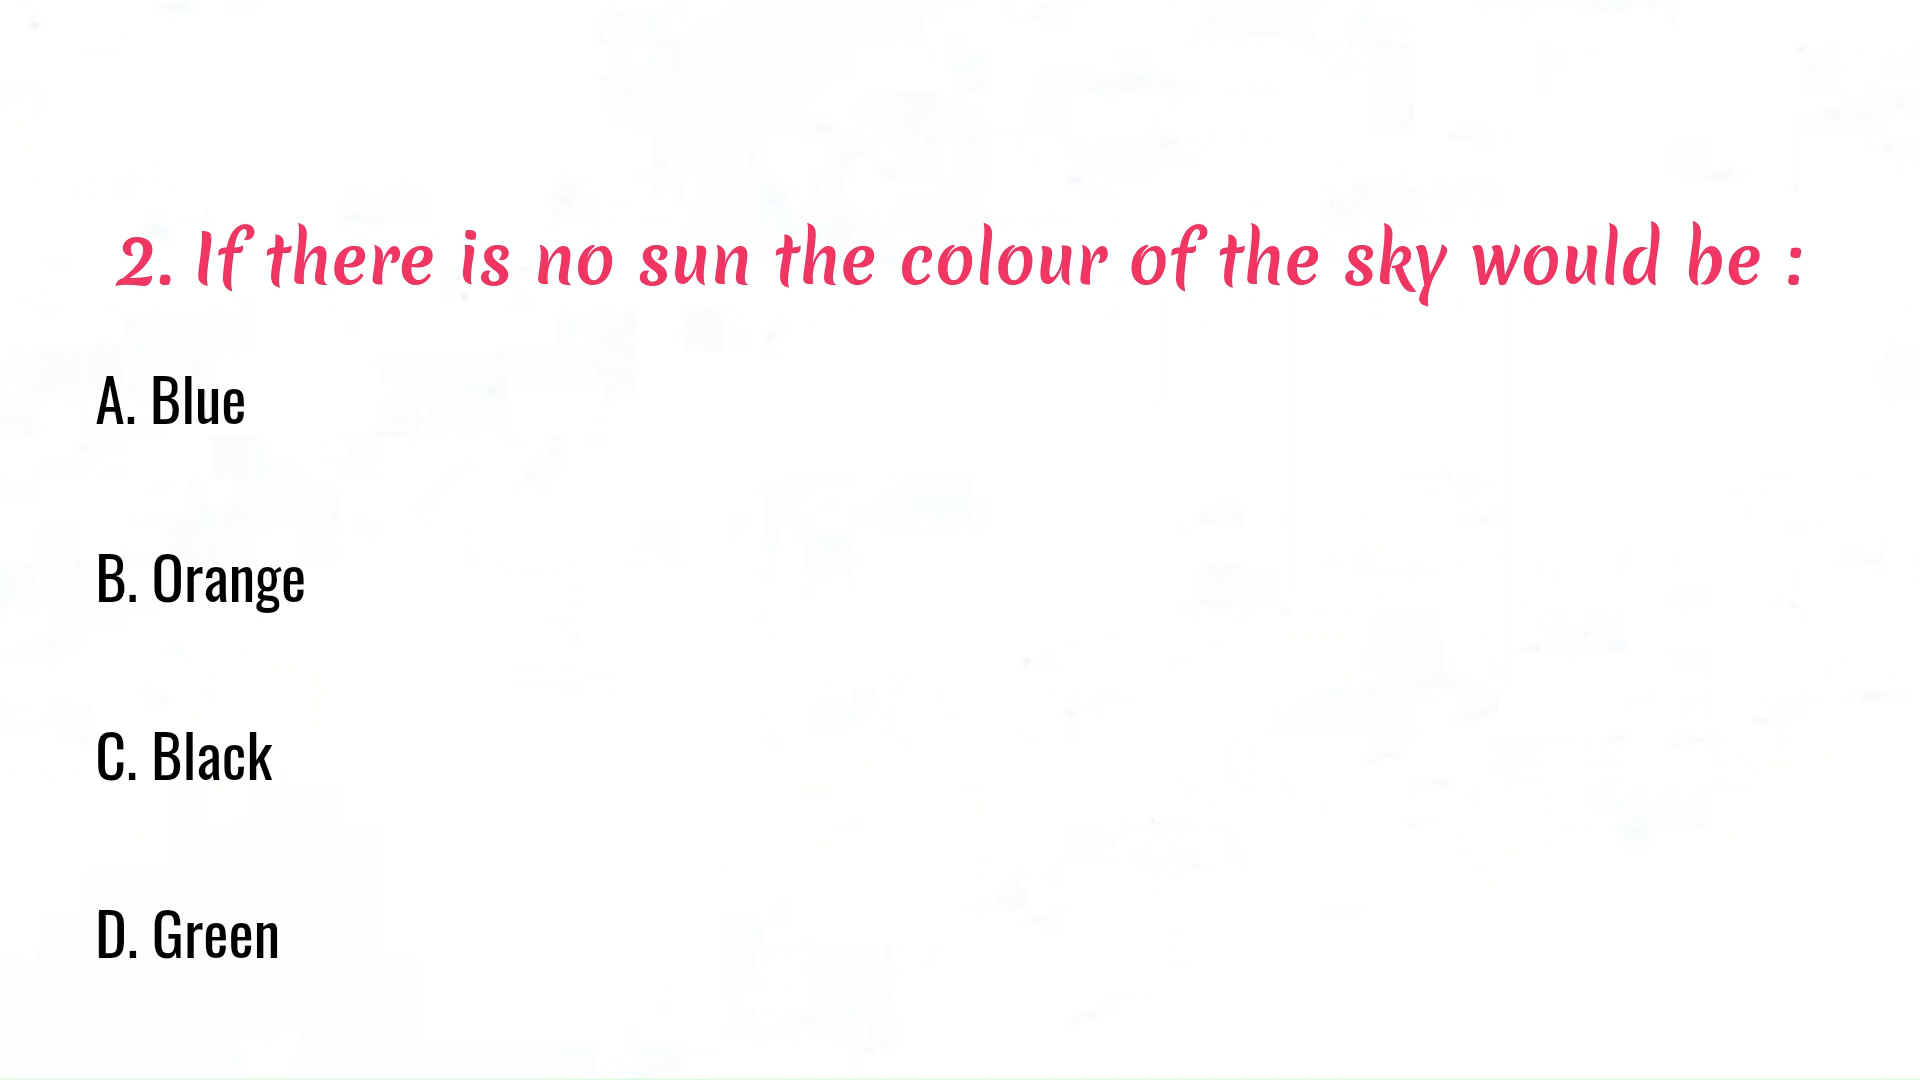 2. If there is no sun the colour of the sky would be :
A. Blue
B. Orange
C. Black
D. Green